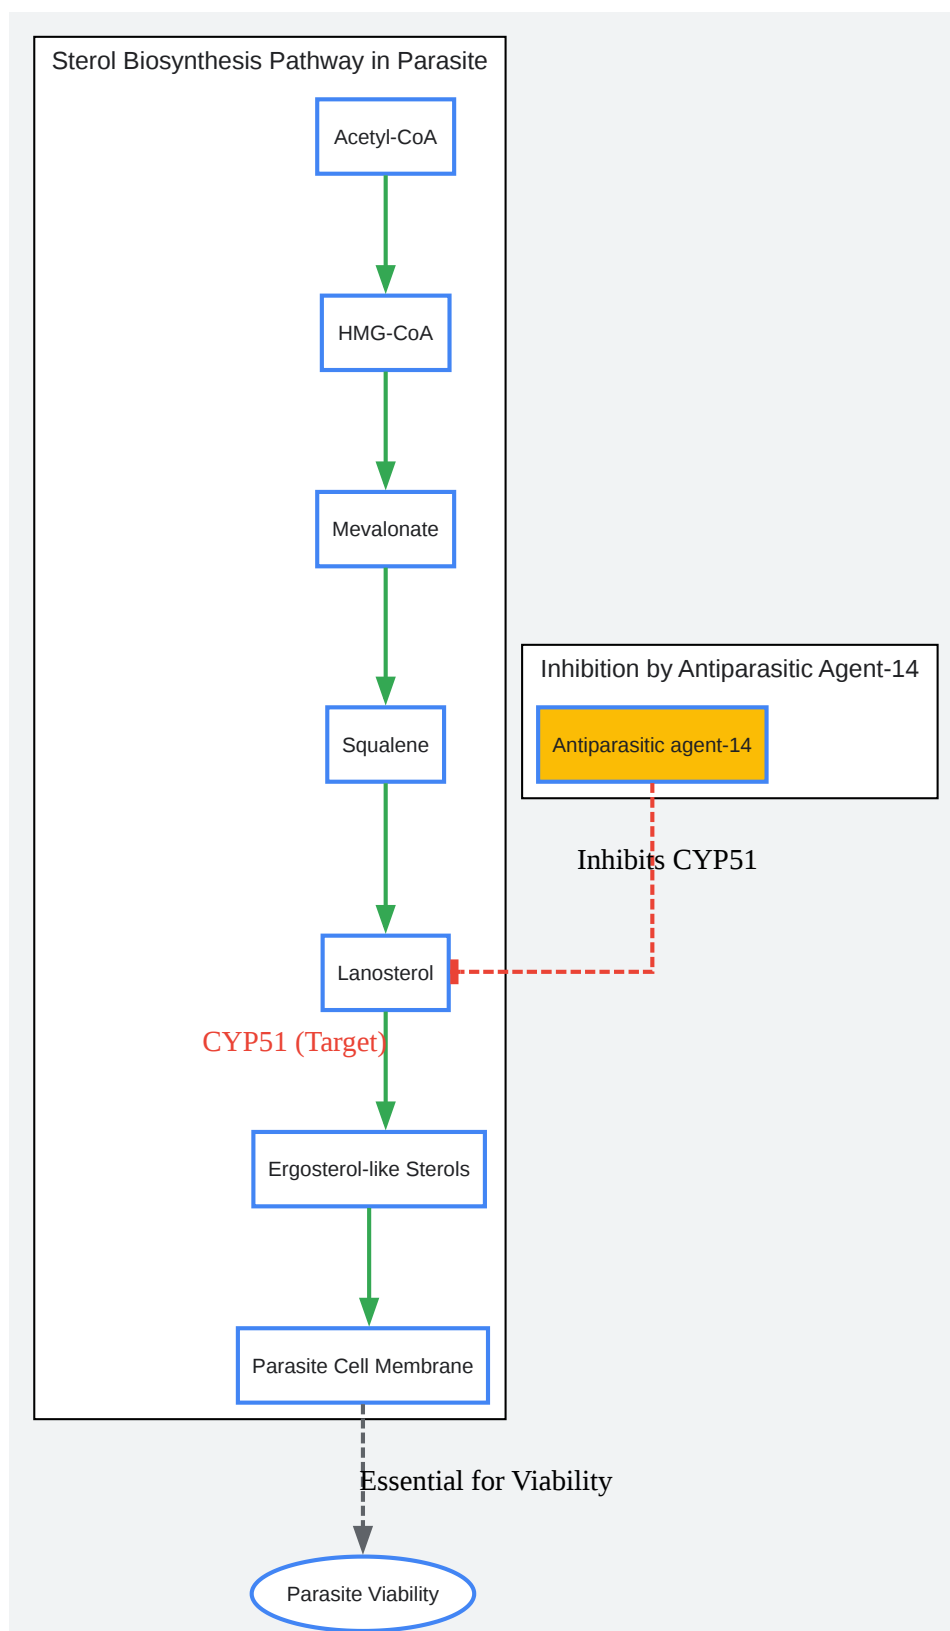 Sterol Biosynthesis Pathway in Parasite
Acetyl-CoA
HMG-CoA
Mevalonate
Inhibition by Antiparasitic Agent-14
Squalene
Antiparasitic agent-14
Inhibits CYP51
Lanosterol
CYP51 (Target)
Ergosterol-like Sterols
Parasite Cell Membrane
Essential for Viability
Parasite Viability